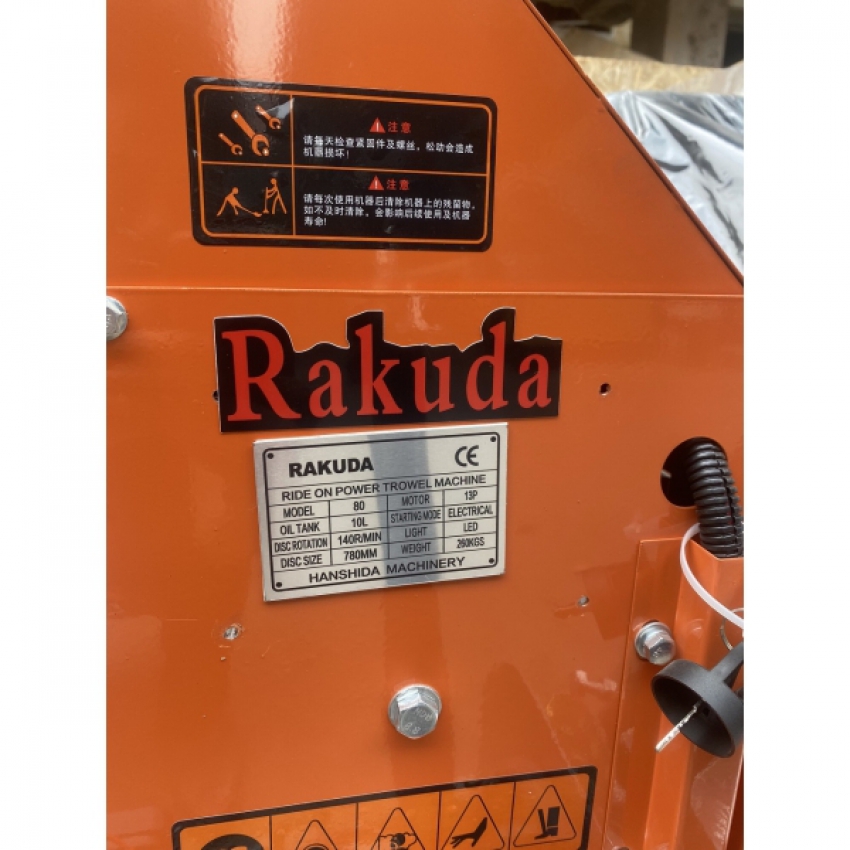 注意
请每天检查紧固件及螺丝，松动会造成
机器损坏！
注意
请每次使用机器后清除机器上的残留物，
如不及时清除，会影响后续使用及机器
寿命!
Rakuda
RAKUDA CE
RIDE ON POWER TROWEL MACHINE
MODEL 80 MOTOR 13P
OIL TANK 10L STARTING MODE ELECTRICAL
DISC ROTATION 140R/MIN LIGHT LED
DISC SIZE 780MM WEIGHT 260KGS
HANSHIDA MACHINERY